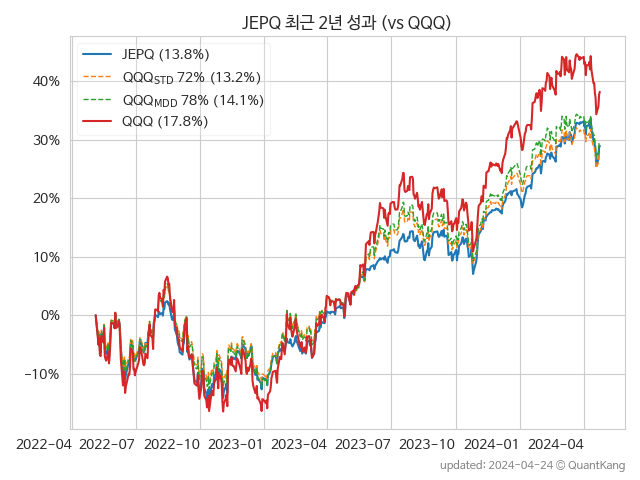 JEPQ 최근 2년 성과 (vs QQQ)
JEPQ (13.8%)
QQQSTD 72% (13.2%)
QQQMDD 78% (14.1%)
QQQ (17.8%)
40%
30%
20%
10%
0%
−10%
2022-04 2022-07 2022-10 2023-01 2023-04 2023-07 2023-10 2024-01 2024-04
updated: 2024-04-24 © QuantKang